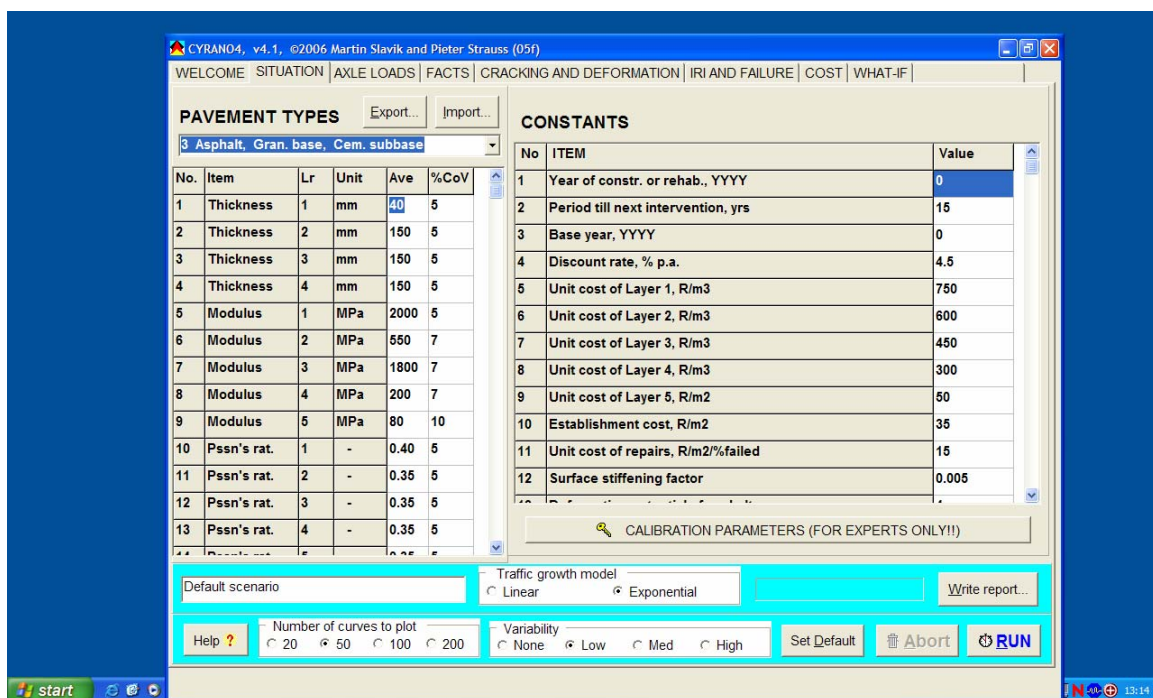 CYRANO4, v4.1, ©2006 Martin Slavik and Pieter Strauss (05f)
WELCOME SITUATION AXLE LOADS FACTS CRACKING AND DEFORMATION IRI AND FAILURE COST WHAT-IF
PAVEMENT TYPES Export... Import...
3 Asphalt, Gran. base, Cem. subbase
No. Item Lr Unit Ave %CoV
1 Thickness 1 mm 40 5
2 Thickness 2 mm 150 5
3 Thickness 3 mm 150 5
4 Thickness 4 mm 150 5
5 Modulus 1 MPa 2000 5
6 Modulus 2 MPa 550 7
7 Modulus 3 MPa 1800 7
8 Modulus 4 MPa 200 7
9 Modulus 5 MPa 80 10
10 Pssn's rat. 1 - 0.40 5
11 Pssn's rat. 2 - 0.35 5
12 Pssn's rat. 3 - 0.35 5
13 Pssn's rat. 4 - 0.35 5
CONSTANTS
No ITEM Value
1 Year of constr. or rehab., YYYY 0
2 Period till next intervention, yrs 15
3 Base year, YYYY 0
4 Discount rate, % p.a. 4.5
5 Unit cost of Layer 1, R/m3 750
6 Unit cost of Layer 2, R/m3 600
7 Unit cost of Layer 3, R/m3 450
8 Unit cost of Layer 4, R/m3 300
9 Unit cost of Layer 5, R/m2 50
10 Establishment cost, R/m2 35
11 Unit cost of repairs, R/m2/%failed 15
12 Surface stiffening factor 0.005
CALIBRATION PARAMETERS (FOR EXPERTS ONLY!!)
Default scenario
Traffic growth model
Linear Exponential
Write report...
Help ?
Number of curves to plot
20 50 100 200
Variability
None Low Med High
Set Default
Abort
RUN
start
13:14